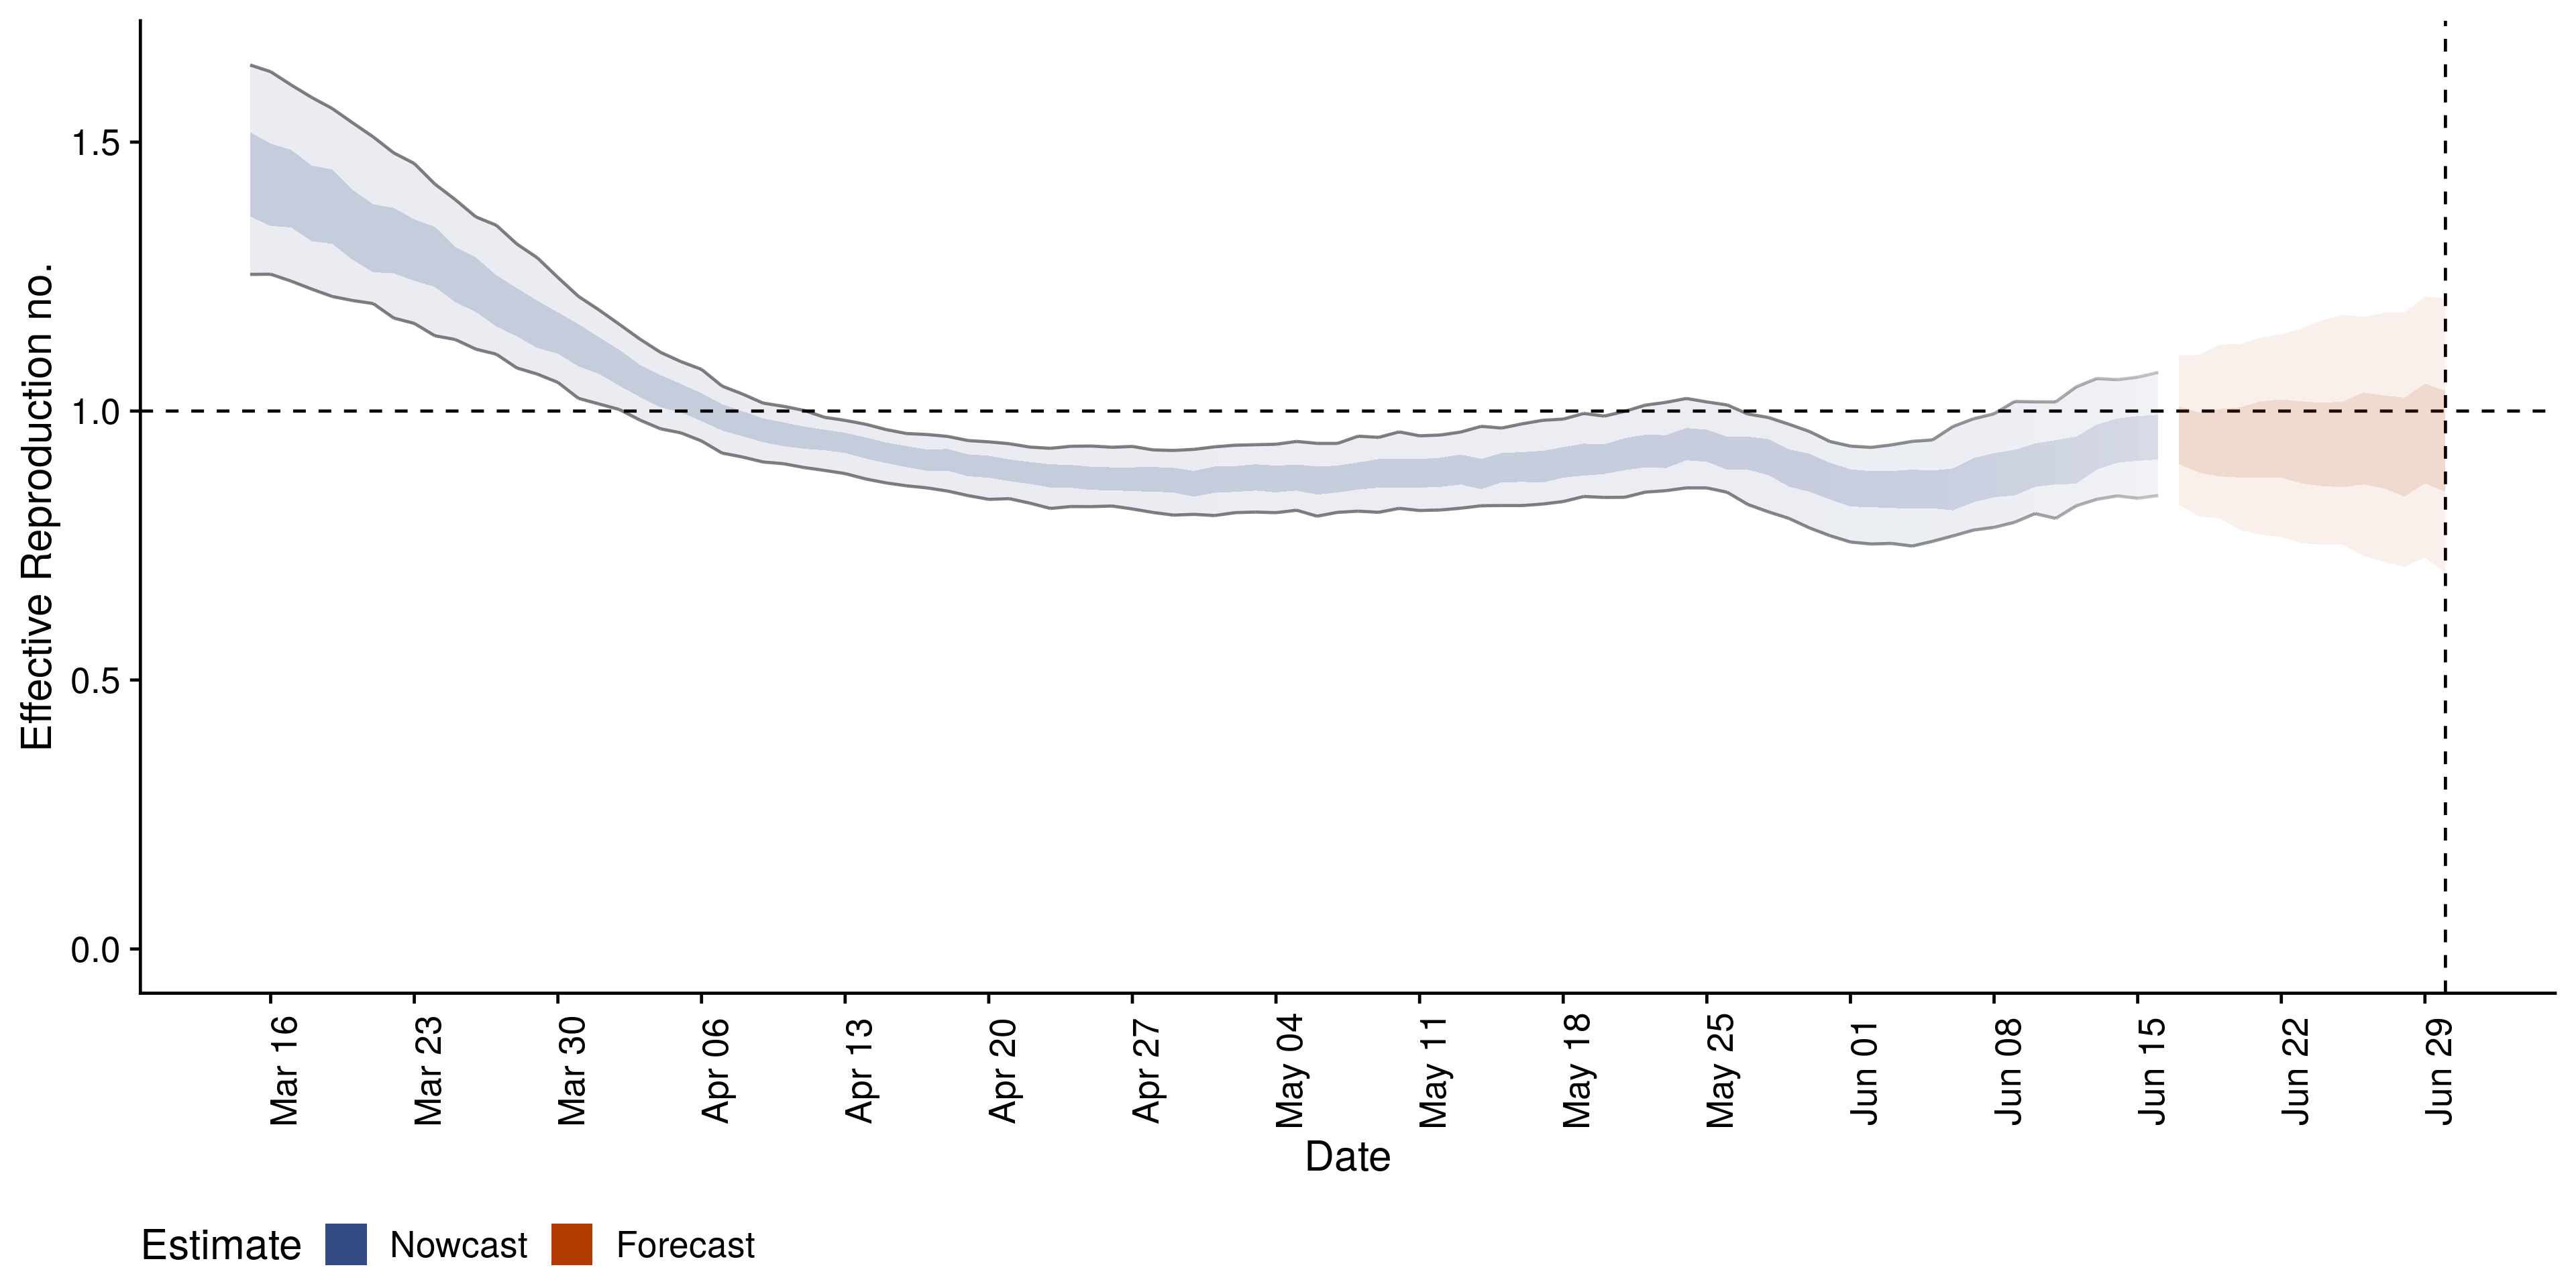 Effective Reproduction no.
1.5
1.0
0.5
0.0
Mar 16
Mar 23
Mar 30
Apr 06
Apr 13
Apr 20
Apr 27
May 04
May 11
May 18
May 25
Jun 01
Jun 08
Jun 15
Jun 22
Jun 29
Date
Estimate Nowcast Forecast